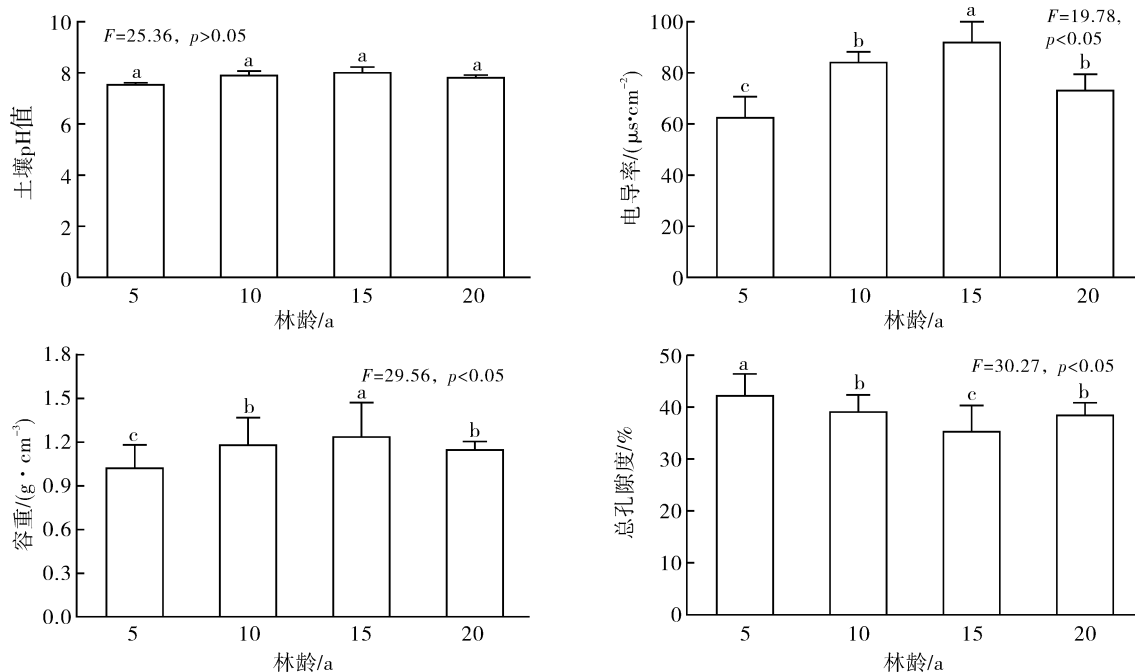 10
8
6
4
2
0
土壤pH值
F=25.36, p>0.05
a
a
a
a
5
10
15
20
林龄/a
100
80
60
40
20
0
电导率/(μs•cm⁻²)
F=19.78,
p<0.05
c
b
a
b
5
10
15
20
林龄/a
1.8
1.5
1.2
0.9
0.6
0.3
0.0
容重/(g·cm⁻³)
F=29.56, p<0.05
c
b
a
b
5
10
15
20
林龄/a
50
40
30
20
10
0
总孔隙度/%
F=30.27, p<0.05
a
b
c
b
5
10
15
20
林龄/a